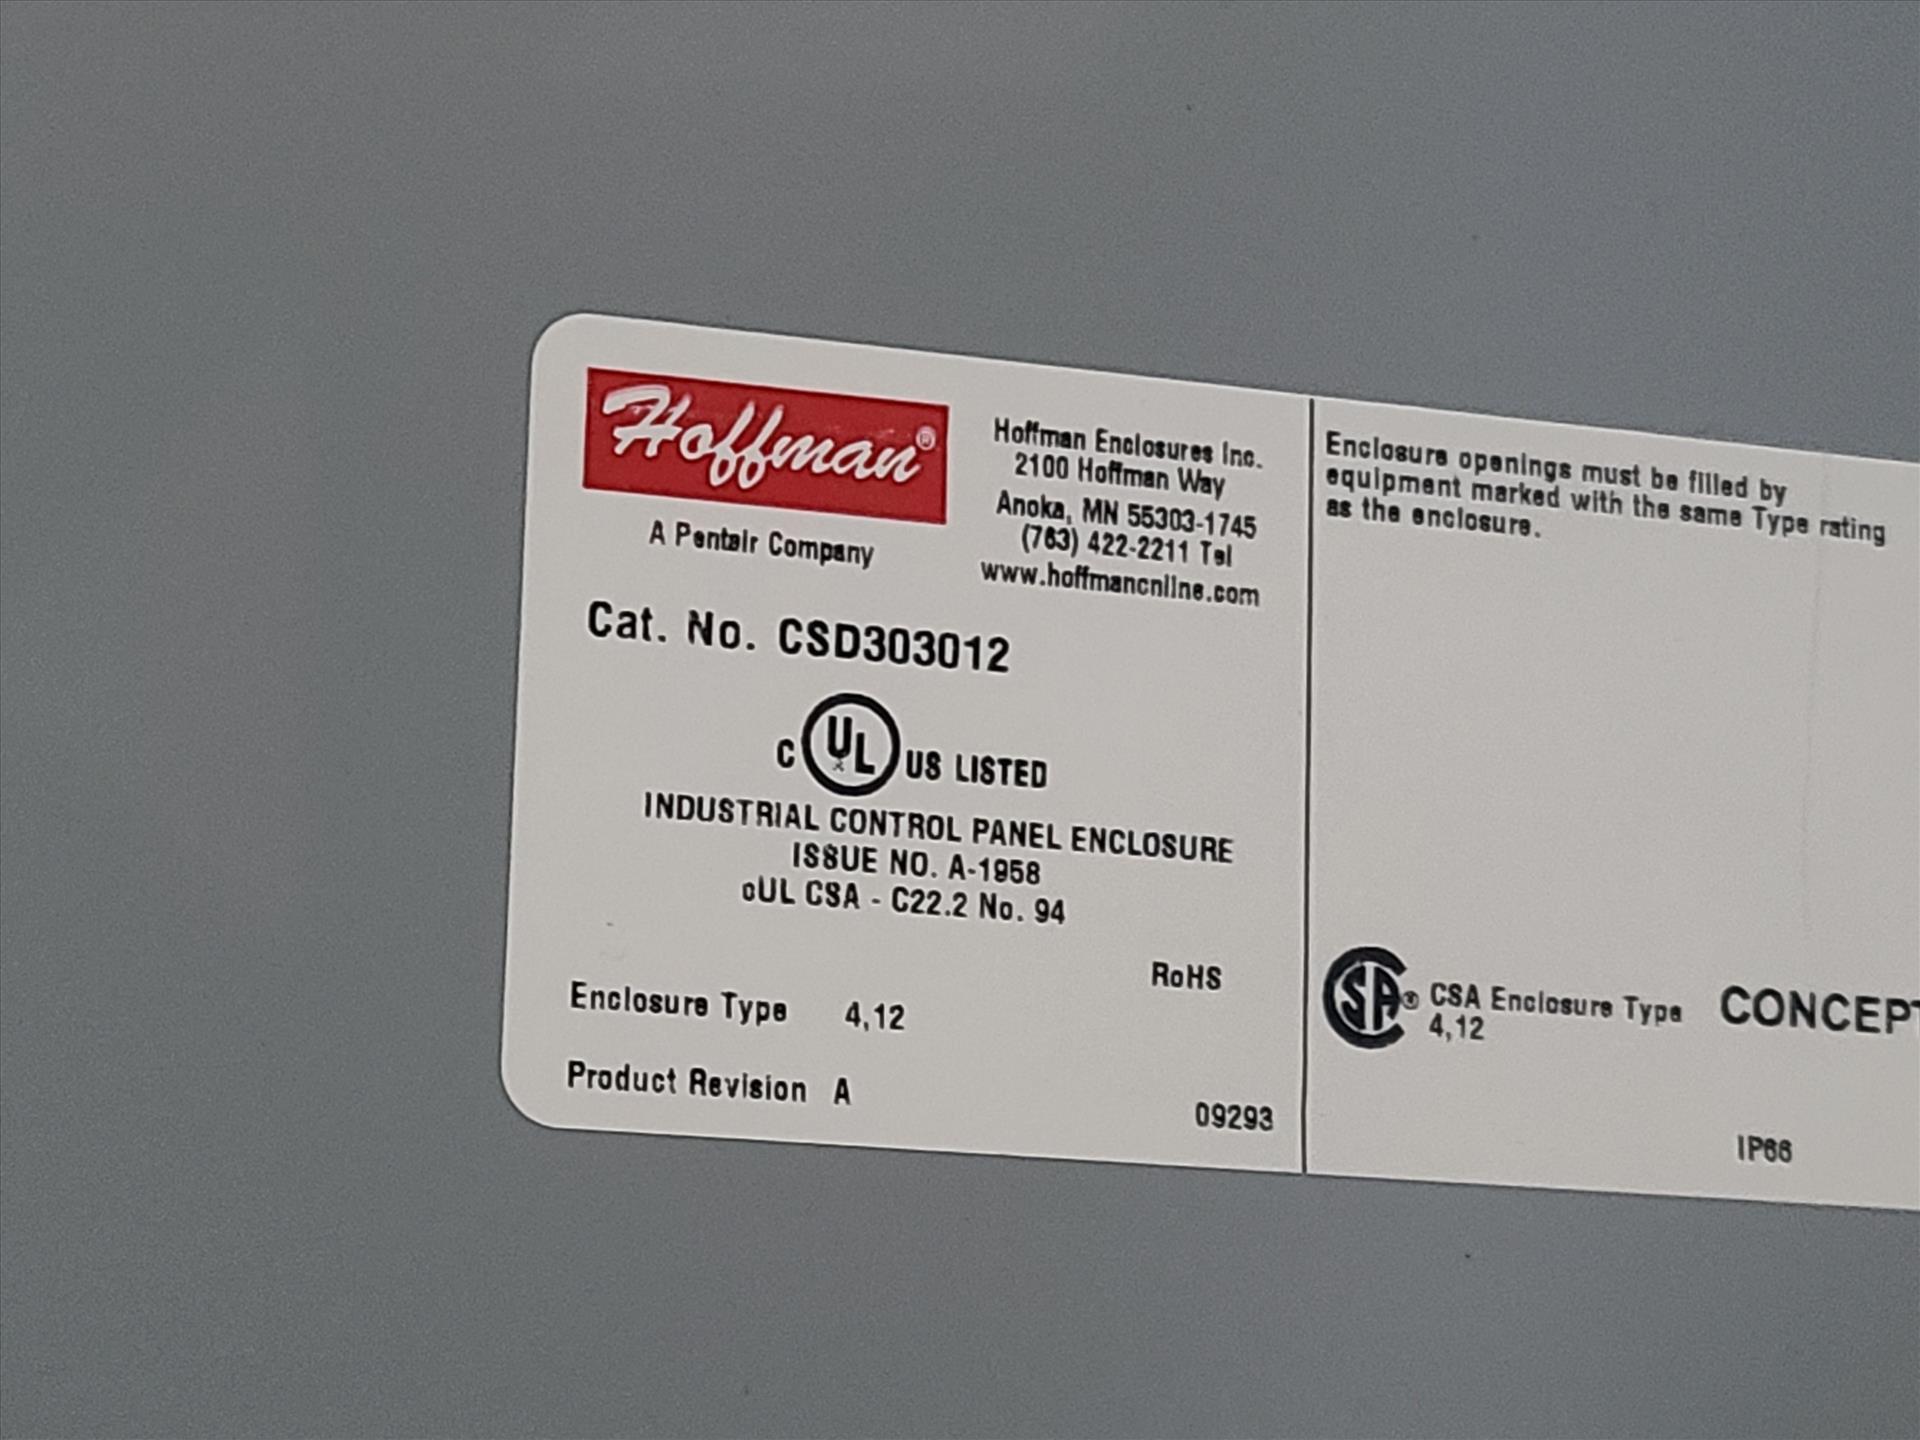 Hoffman®
A Pentair Company
Hoffman Enclosures Inc.
2100 Hoffman Way
Anoka, MN 55303-1745
(763) 422-2211 Tel
www.hoffmanonline.com
Cat. No. CSD303012
C UL US LISTED
INDUSTRIAL CONTROL PANEL ENCLOSURE
ISSUE NO. A-1958
cUL CSA - C22.2 No. 94
RoHS
Enclosure Type 4,12
Product Revision A
09293
Enclosure openings must be filled by
equipment marked with the same Type rating
as the enclosure.
SA® CSA Enclosure Type
4,12
CONCEPT
IP66